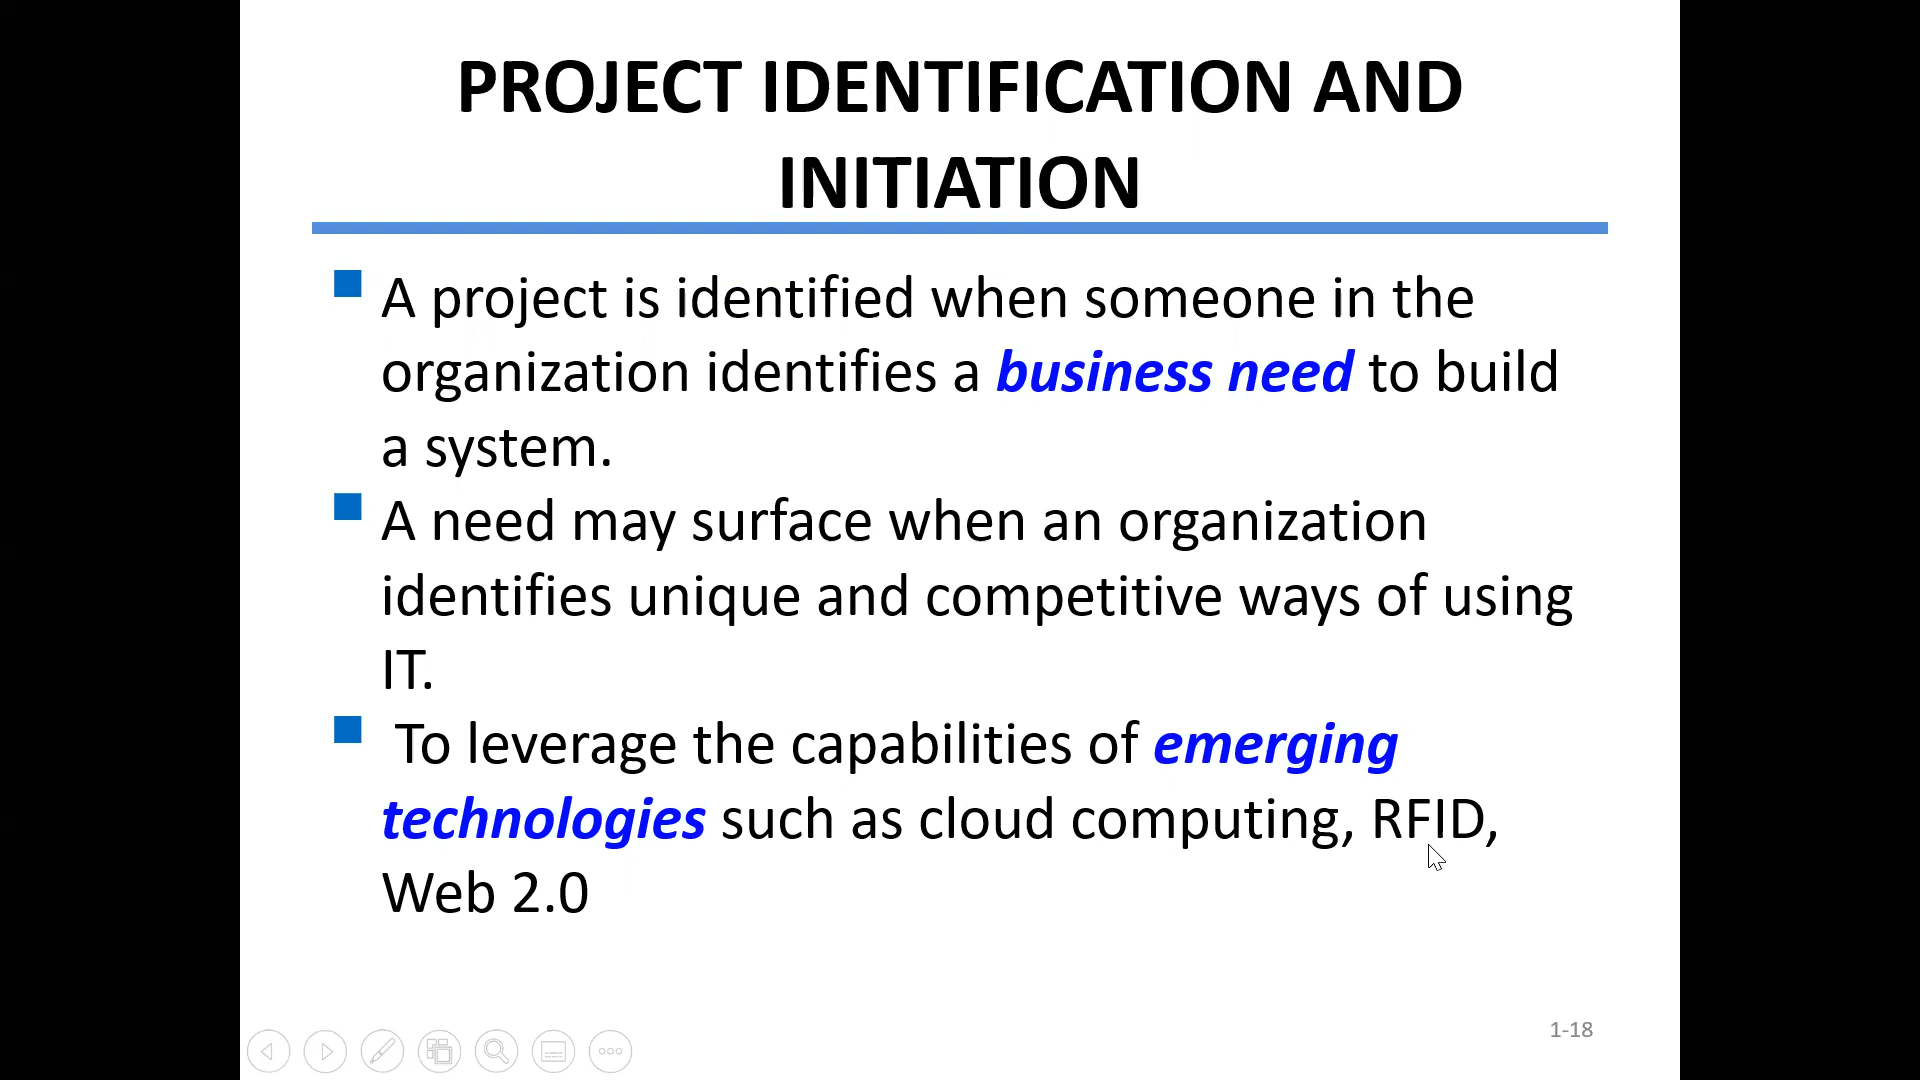 PROJECT IDENTIFICATION AND
INITIATION
A project is identified when someone in the
organization identifies a business need to build
a system.
A need may surface when an organization
identifies unique and competitive ways of using
IT.
To leverage the capabilities of emerging
technologies such as cloud computing, RFID,
Web 2.0
1-18